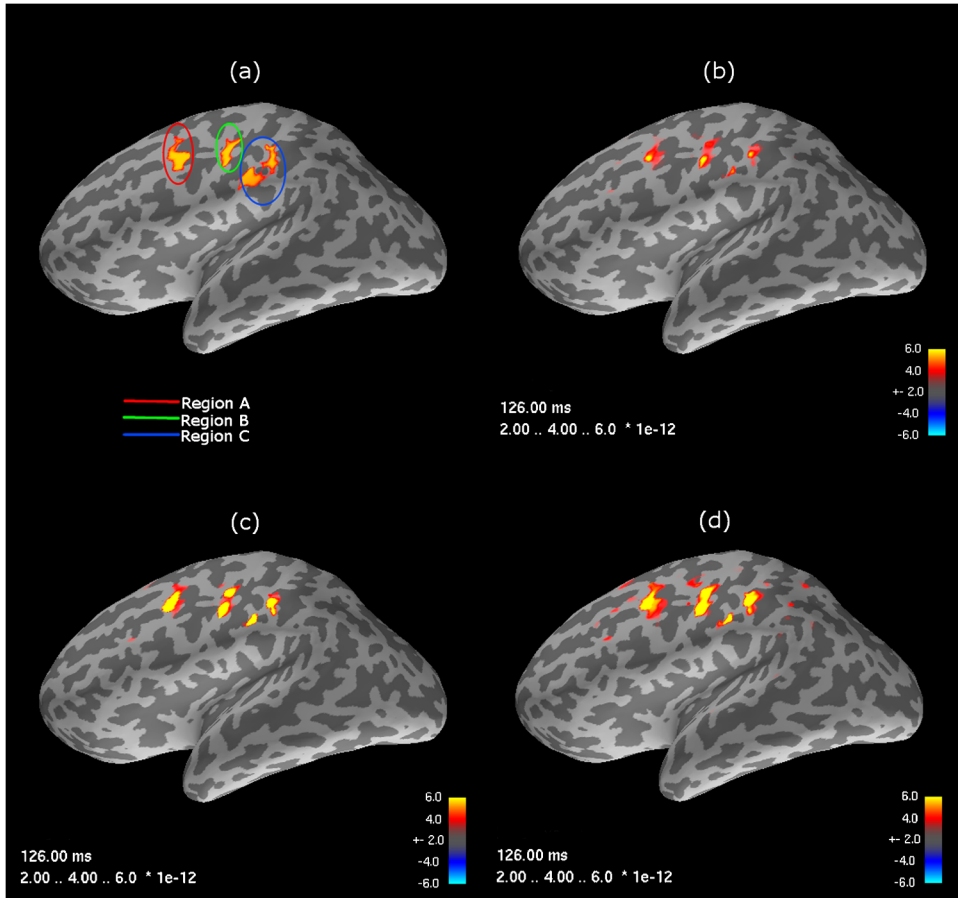 (a)
(b)
Region A
Region B
Region C
126.00 ms
2.00 .. 4.00 .. 6.0 * 1e-12
6.0
4.0
+- 2.0
-4.0
-6.0
(c)
(d)
126.00 ms
2.00 .. 4.00 .. 6.0 * 1e-12
6.0
4.0
+- 2.0
-4.0
-6.0
126.00 ms
2.00 .. 4.00 .. 6.0 * 1e-12
6.0
4.0
+- 2.0
-4.0
-6.0